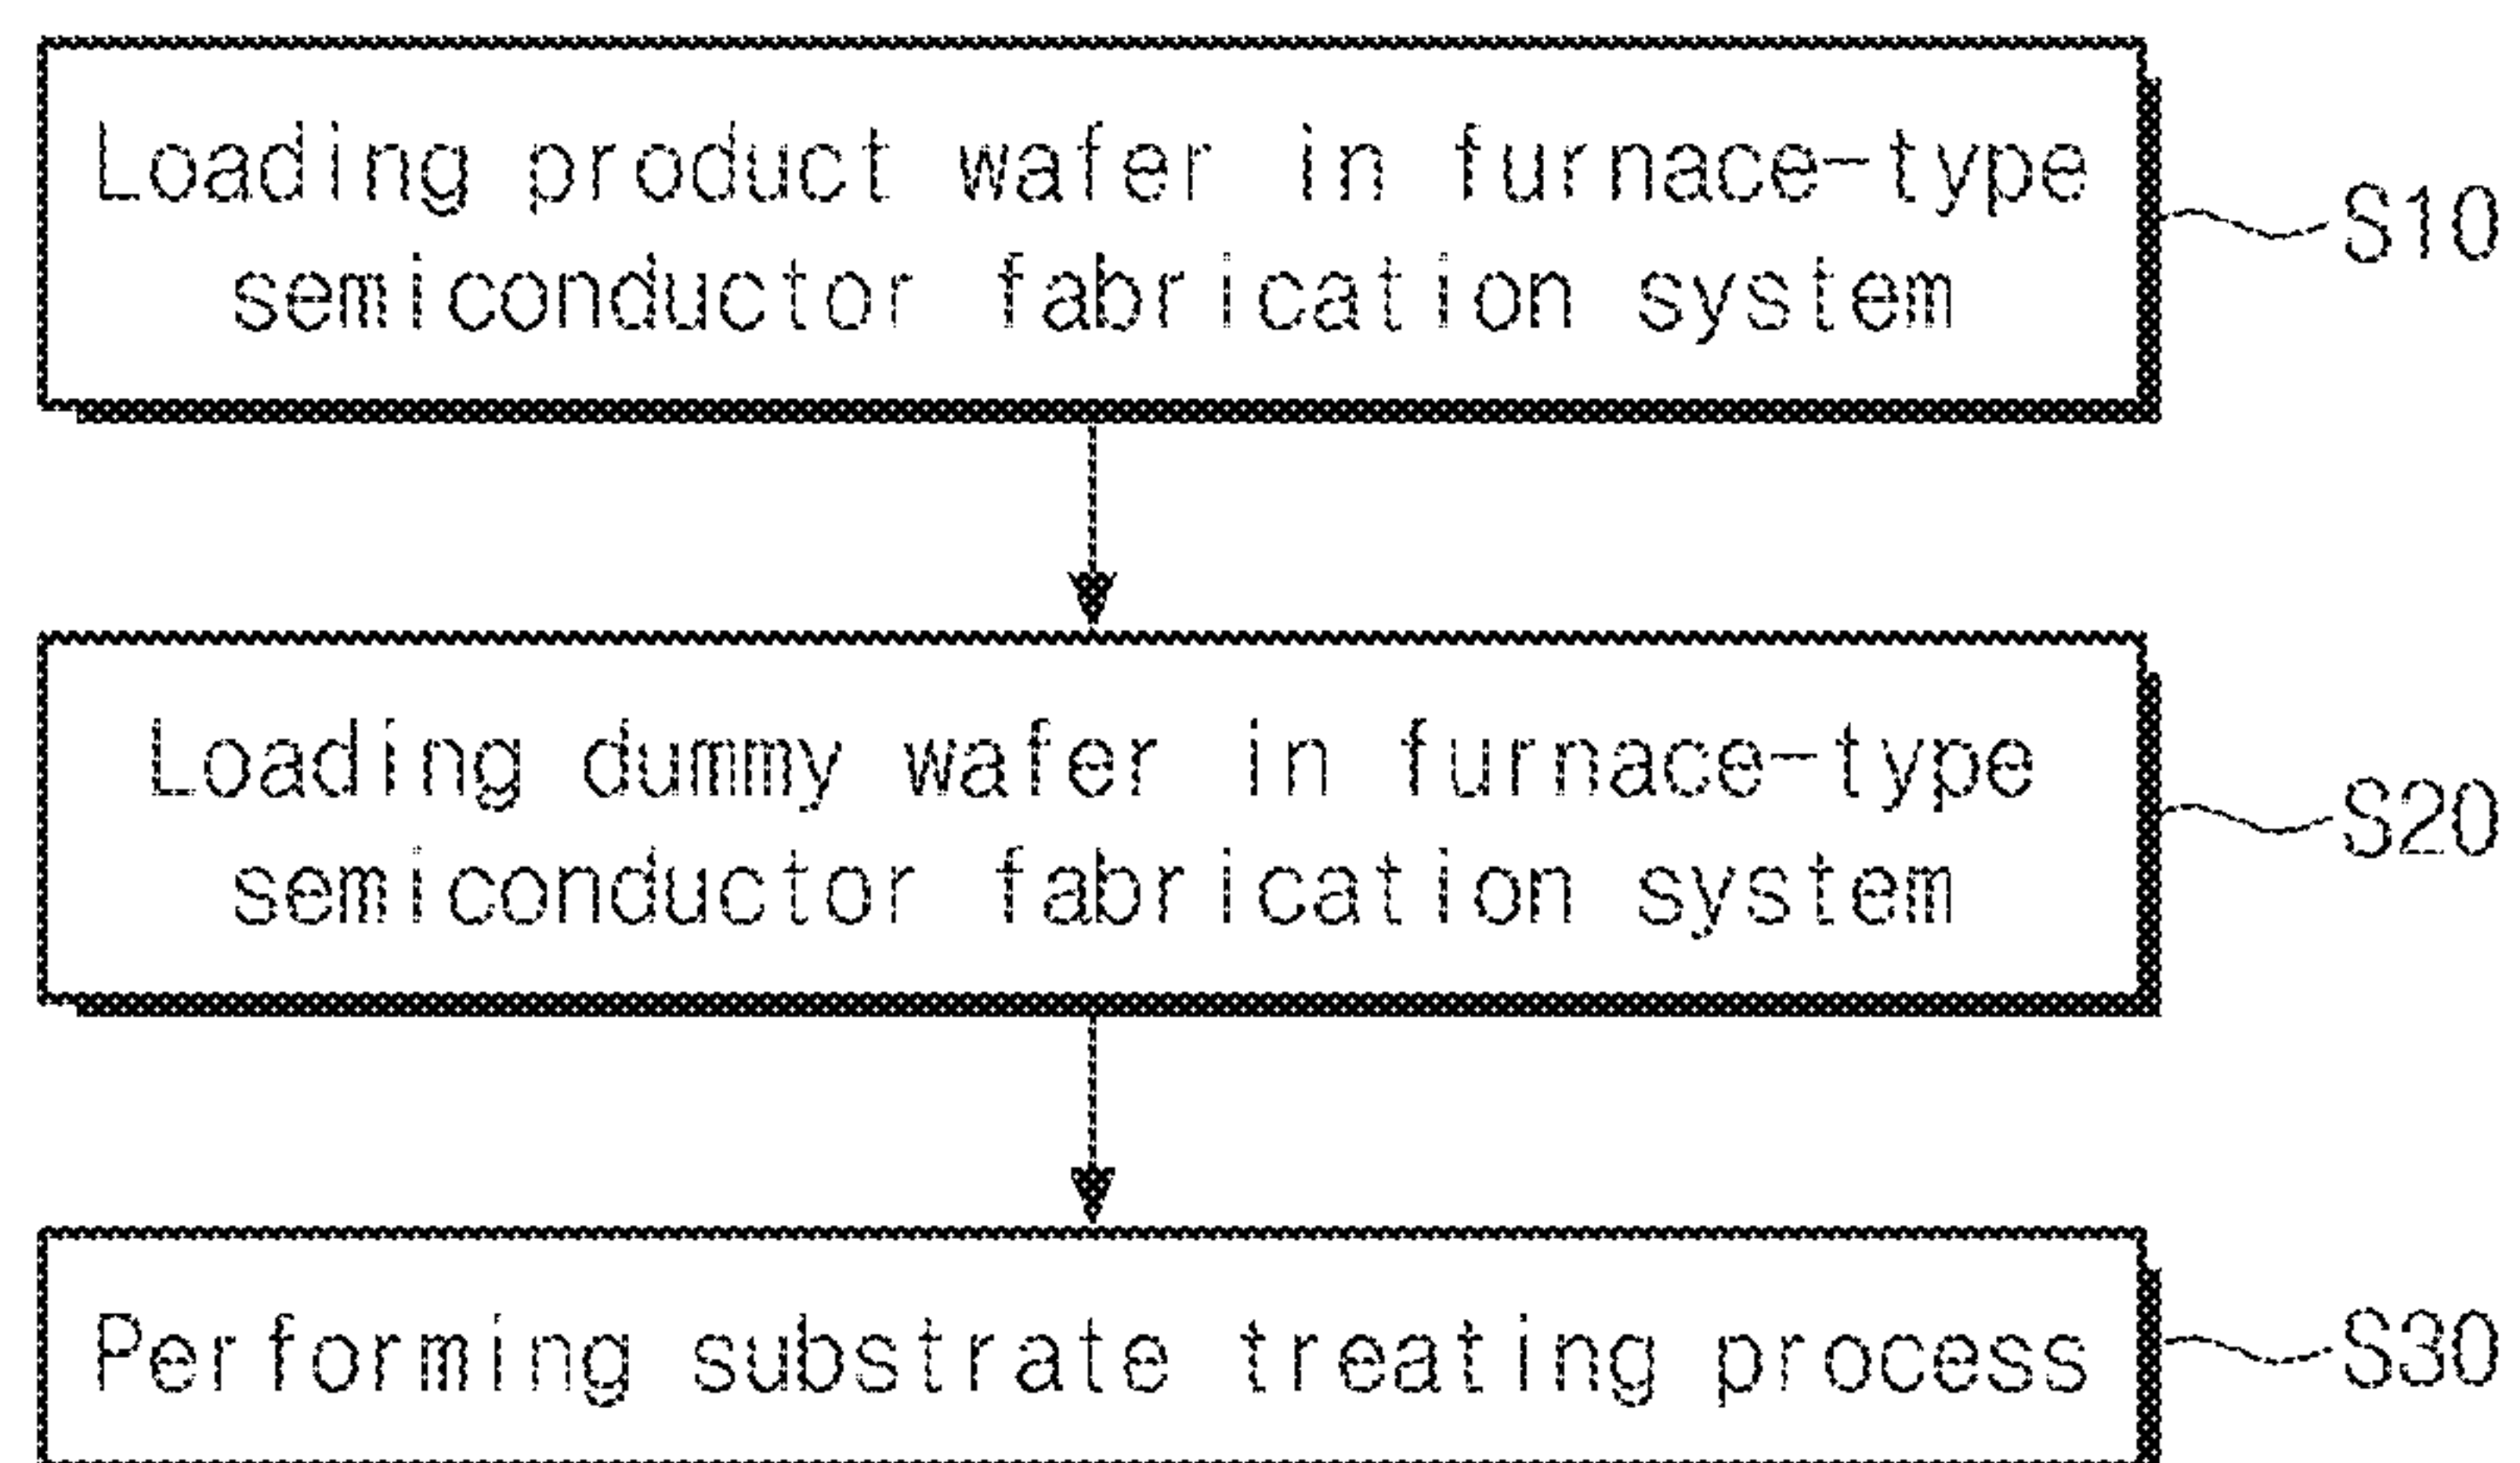 Loading product wafer in furnace-type
semiconductor fabrication system
S10
Loading dummy wafer in furnace-type
semiconductor fabrication system
S20
Performing substrate treating process
S30